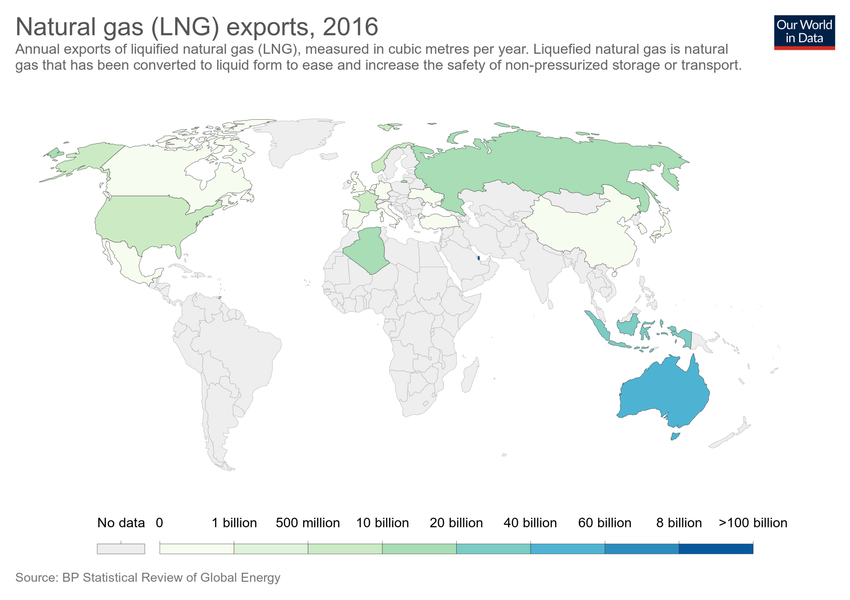 Natural gas (LNG) exports, 2016
Our World
in Data
Annual exports of liquified natural gas (LNG), measured in cubic metres per year. Liquefied natural gas is natural
gas that has been converted to liquid form to ease and increase the safety of non-pressurized storage or transport.
No data 0 1 billion 500 million 10 billion 20 billion 40 billion 60 billion 8 billion >100 billion
Source: BP Statistical Review of Global Energy